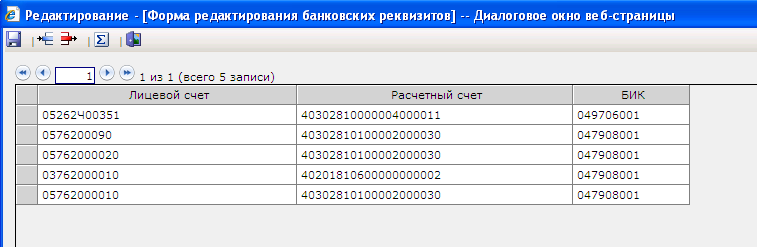 Редактирование - [Форма редактирования банковских реквизитов] -- Диалоговое окно веб-страницы
1 1 из 1 (всего 5 записи)
Лицевой счет Расчетный счет БИК
05262Ч00351 40302810000004000011 049706001
0576200090 40302810100002000030 047908001
05762000020 40302810100002000030 047908001
03762000010 40201810600000000002 047908001
05762000010 40302810100002000030 047908001